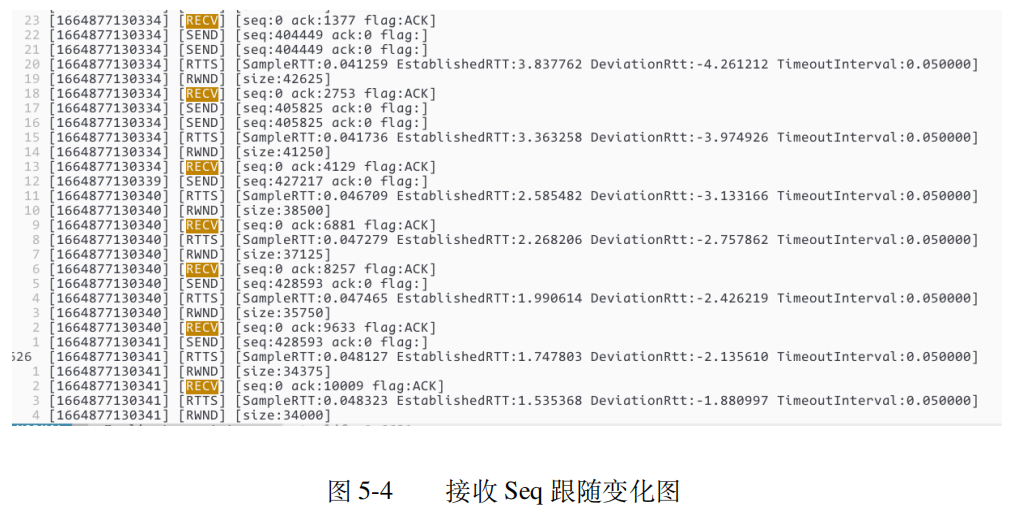 23 [1664877130334] [RECV] [seq:0 ack:1377 flag:ACK]
22 [1664877130334] [SEND] [seq:404449 ack:0 flag:]
21 [1664877130334] [SEND] [seq:404449 ack:0 flag:]
20 [1664877130334] [RTTS] [SampleRTT:0.041259 EstablishedRTT:3.837762 DeviationRtt:-4.261212 TimeoutInterval:0.050000]
19 [1664877130334] [RWND] [size:42625]
18 [1664877130334] [RECV] [seq:0 ack:2753 flag:ACK]
17 [1664877130334] [SEND] [seq:405825 ack:0 flag:]
16 [1664877130334] [SEND] [seq:405825 ack:0 flag:]
15 [1664877130334] [RTTS] [SampleRTT:0.041736 EstablishedRTT:3.363258 DeviationRtt:-3.974926 TimeoutInterval:0.050000]
14 [1664877130334] [RWND] [size:41250]
13 [1664877130334] [RECV] [seq:0 ack:4129 flag:ACK]
12 [1664877130339] [SEND] [seq:427217 ack:0 flag:]
11 [1664877130340] [RTTS] [SampleRTT:0.046709 EstablishedRTT:2.585482 DeviationRtt:-3.133166 TimeoutInterval:0.050000]
10 [1664877130340] [RWND] [size:38500]
9 [1664877130340] [RECV] [seq:0 ack:6881 flag:ACK]
8 [1664877130340] [RTTS] [SampleRTT:0.047279 EstablishedRTT:2.268206 DeviationRtt:-2.757862 TimeoutInterval:0.050000]
7 [1664877130340] [RWND] [size:37125]
6 [1664877130340] [RECV] [seq:0 ack:8257 flag:ACK]
5 [1664877130340] [SEND] [seq:428593 ack:0 flag:]
4 [1664877130340] [RTTS] [SampleRTT:0.047465 EstablishedRTT:1.990614 DeviationRtt:-2.426219 TimeoutInterval:0.050000]
3 [1664877130340] [RWND] [size:35750]
2 [1664877130340] [RECV] [seq:0 ack:9633 flag:ACK]
1 [1664877130341] [SEND] [seq:428593 ack:0 flag:]
526 [1664877130341] [RTTS] [SampleRTT:0.048127 EstablishedRTT:1.747803 DeviationRtt:-2.135610 TimeoutInterval:0.050000]
1 [1664877130341] [RWND] [size:34375]
2 [1664877130341] [RECV] [seq:0 ack:10009 flag:ACK]
3 [1664877130341] [RTTS] [SampleRTT:0.048323 EstablishedRTT:1.535368 DeviationRtt:-1.880997 TimeoutInterval:0.050000]
4 [1664877130341] [RWND] [size:34000]
图 5-4 接收 Seq 跟随变化图